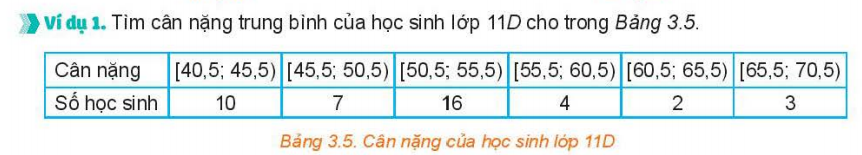 Ví dụ 1. Tìm cân nặng trung bình của học sinh lớp 11D cho trong Bảng 3.5.
Cân nặng [40,5; 45,5) [45,5; 50,5) [50,5; 55,5) [55,5; 60,5) [60,5; 65,5) [65,5; 70,5)
Số học sinh 10 7 16 4 2 3
Bảng 3.5. Cân nặng của học sinh lớp 11D